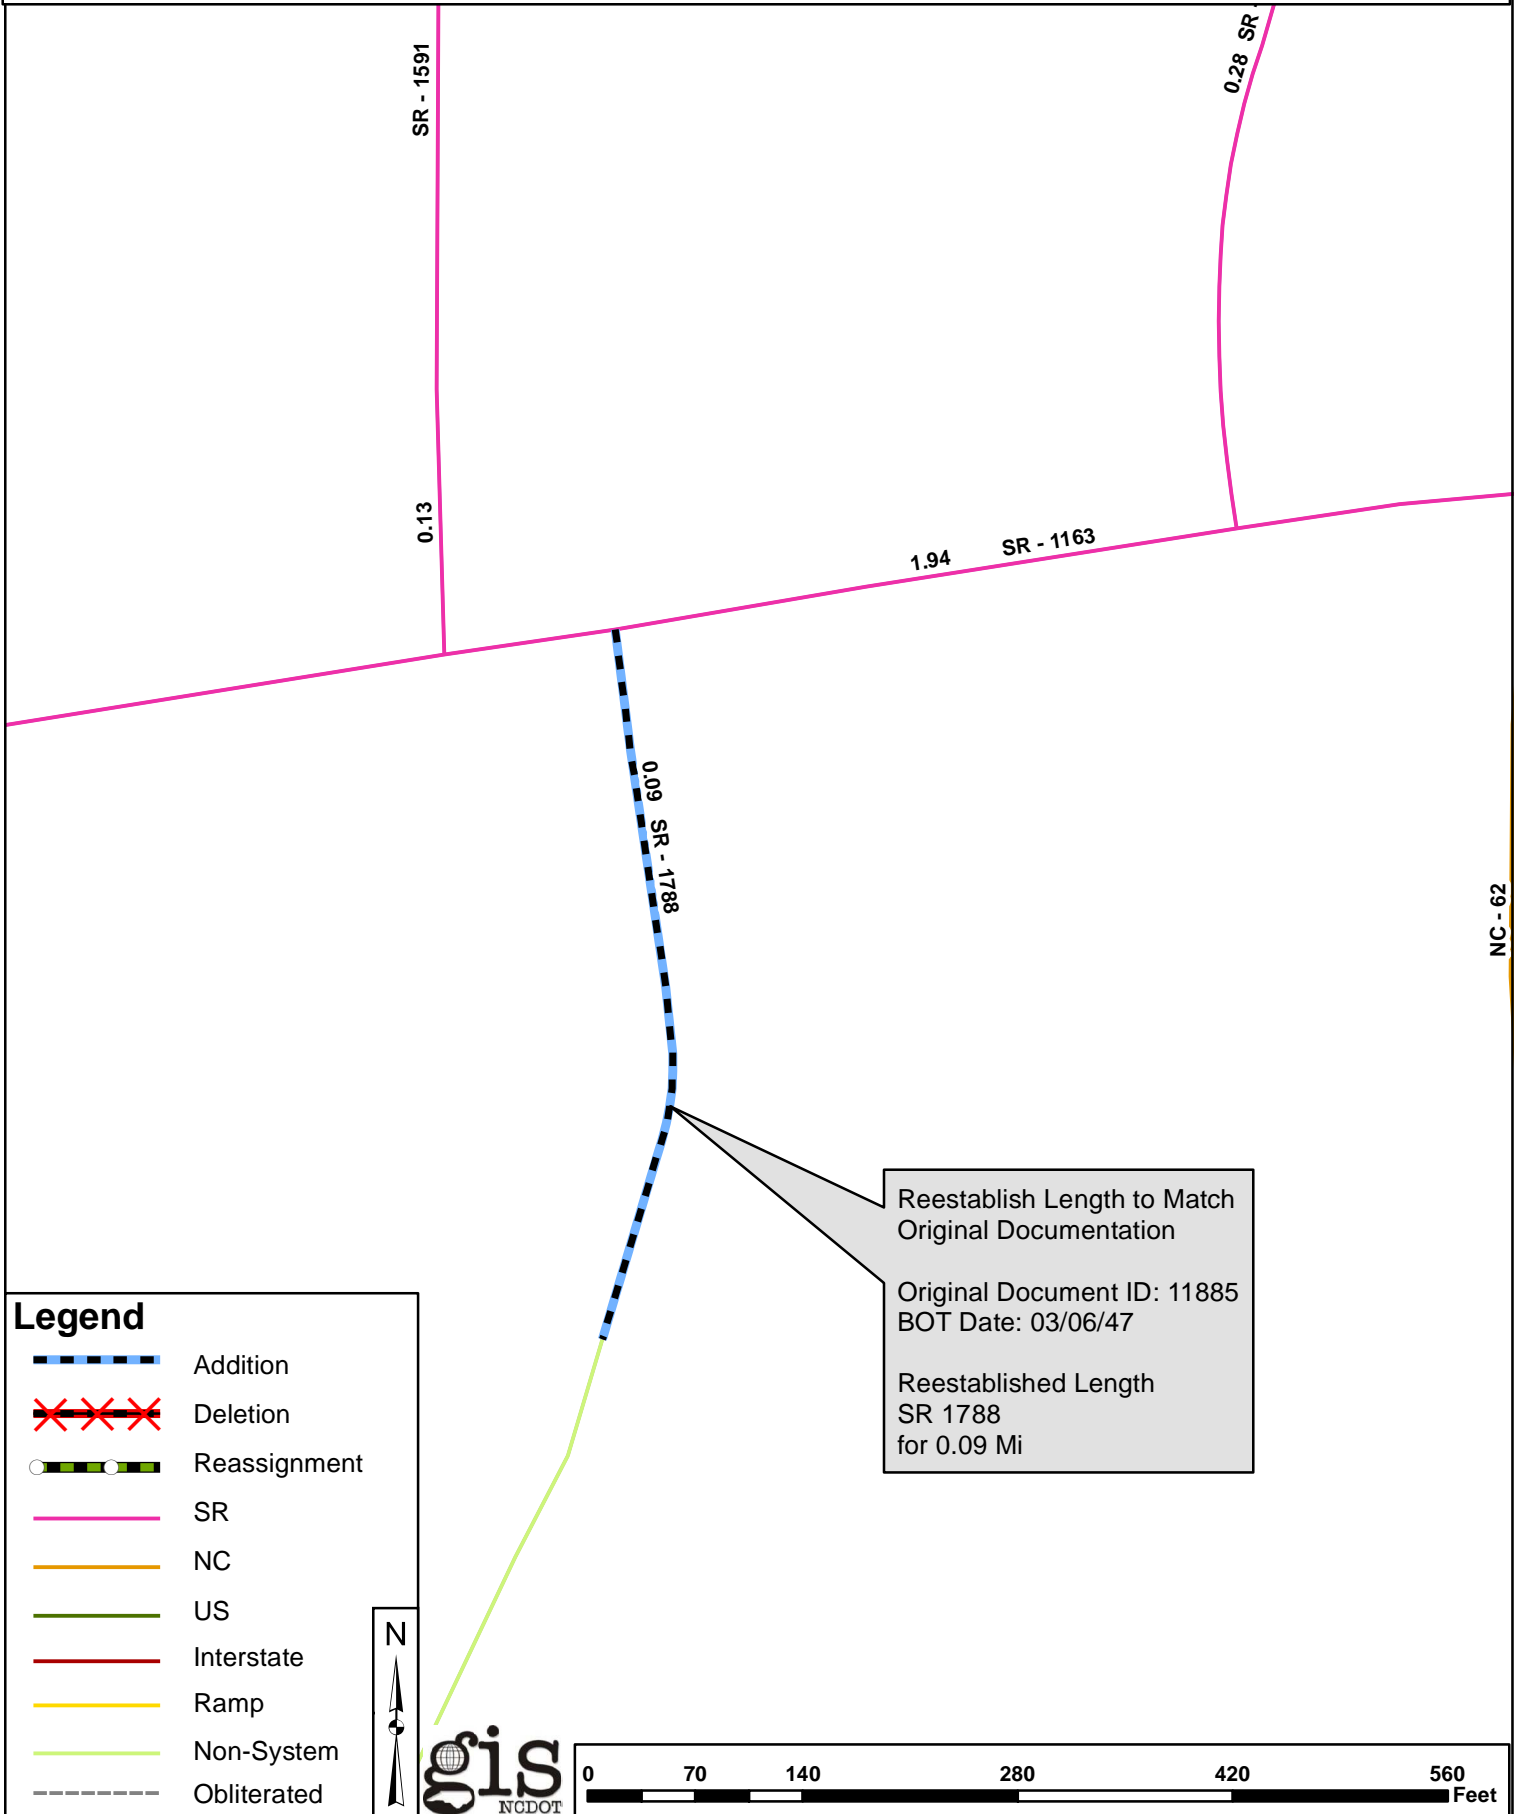 SR - 1591
0.28 SR -
0.13
1.94 SR - 1163
0.09 SR - 1788
NC - 62
Reestablish Length to Match
Original Documentation
Original Document ID: 11885
BOT Date: 03/06/47
Reestablished Length
SR 1788
for 0.09 Mi
Legend
Addition
Deletion
Reassignment
SR
NC
US
Interstate
Ramp
Non-System
Obliterated
N
gis
NCDOT
0 70 140 280 420 560
Feet